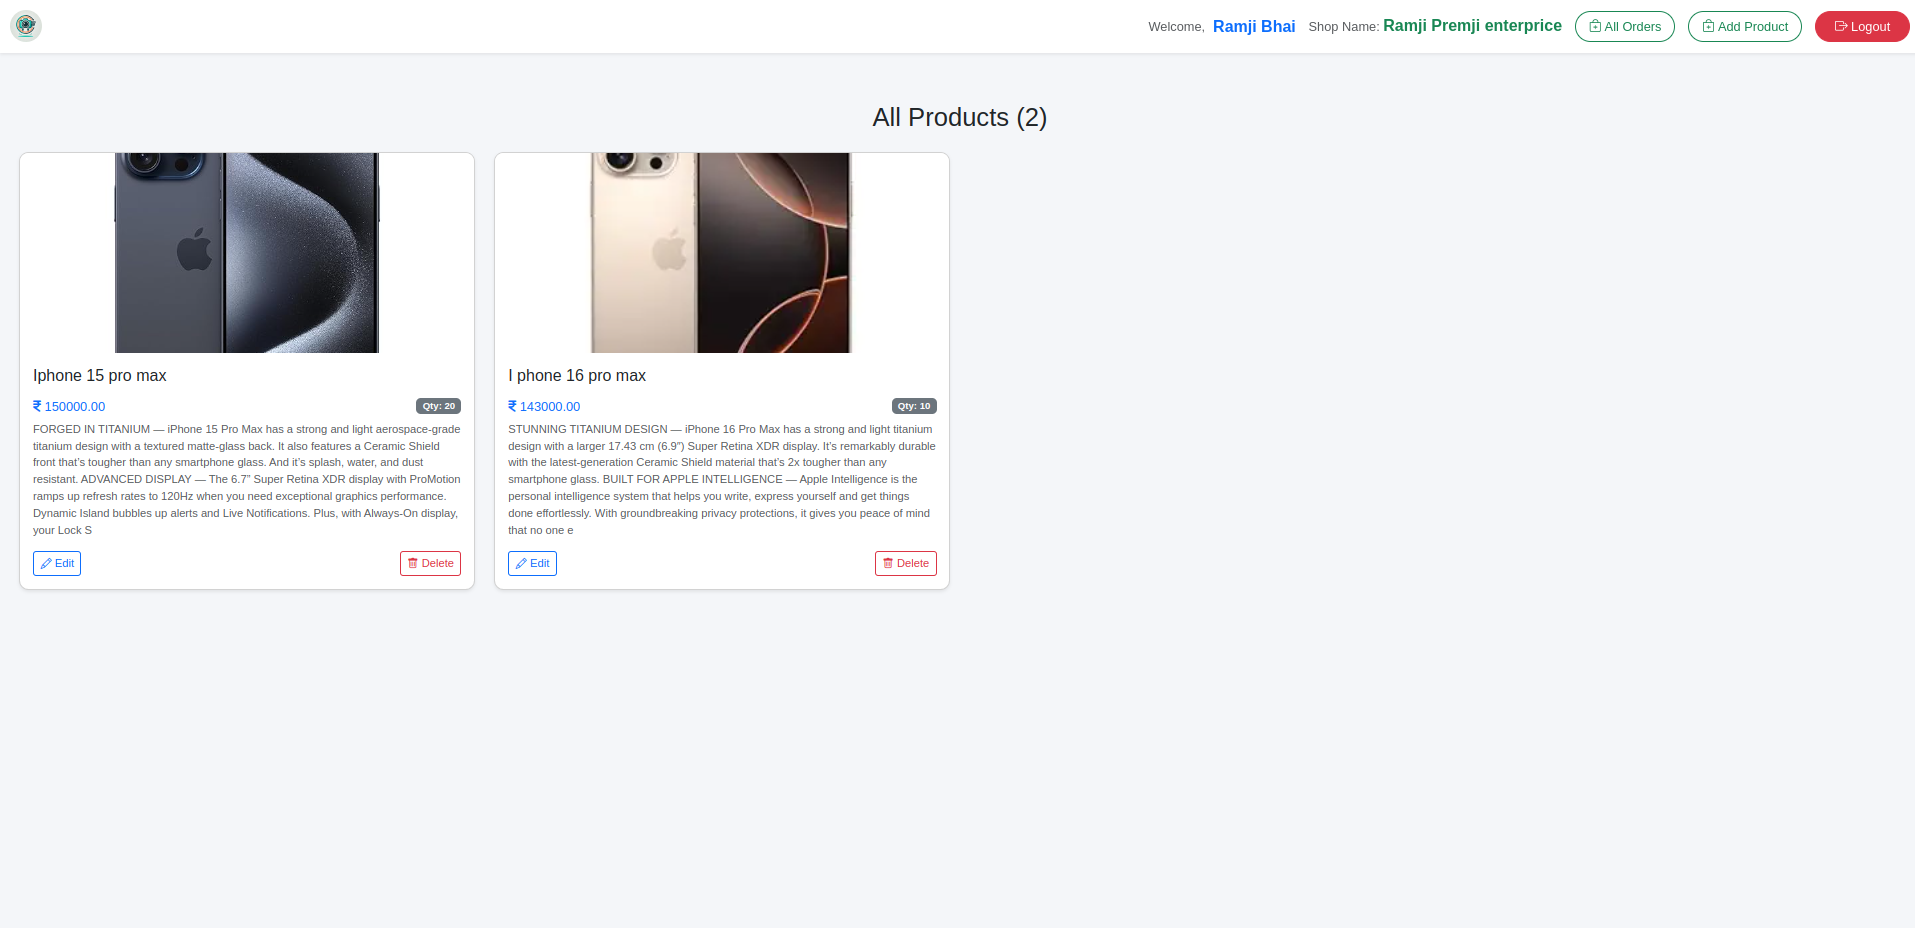 Welcome, Ramji Bhai Shop Name: Ramji Premji enterprice All Orders Add Product Logout
All Products (2)
Iphone 15 pro max
₹ 150000.00 Qty: 20
FORGED IN TITANIUM — iPhone 15 Pro Max has a strong and light aerospace-grade
titanium design with a textured matte-glass back. It also features a Ceramic Shield
front that’s tougher than any smartphone glass. And it’s splash, water, and dust
resistant. ADVANCED DISPLAY — The 6.7” Super Retina XDR display with ProMotion
ramps up refresh rates to 120Hz when you need exceptional graphics performance.
Dynamic Island bubbles up alerts and Live Notifications. Plus, with Always-On display,
your Lock S
Edit Delete
I phone 16 pro max
₹ 143000.00 Qty: 10
STUNNING TITANIUM DESIGN — iPhone 16 Pro Max has a strong and light titanium
design with a larger 17.43 cm (6.9″) Super Retina XDR display. It’s remarkably durable
with the latest-generation Ceramic Shield material that’s 2x tougher than any
smartphone glass. BUILT FOR APPLE INTELLIGENCE — Apple Intelligence is the
personal intelligence system that helps you write, express yourself and get things
done effortlessly. With groundbreaking privacy protections, it gives you peace of mind
that no one e
Edit Delete